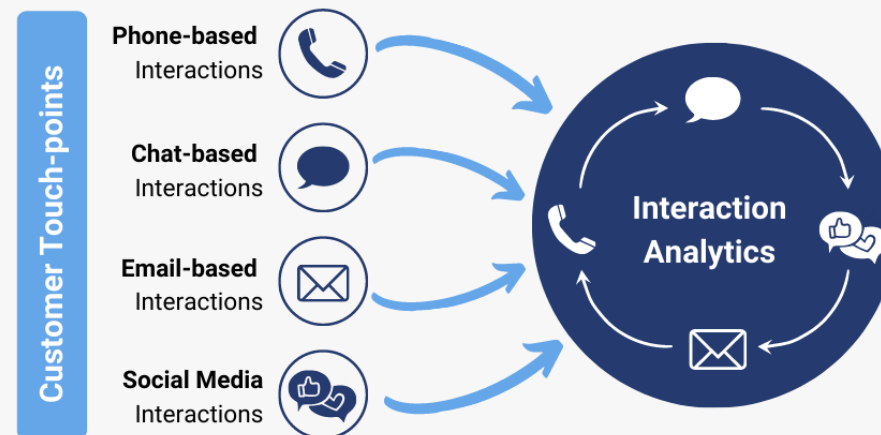 Customer Touch-points
Phone-based
Interactions
Chat-based
Interactions
Email-based
Interactions
Social Media
Interactions
Interaction
Analytics